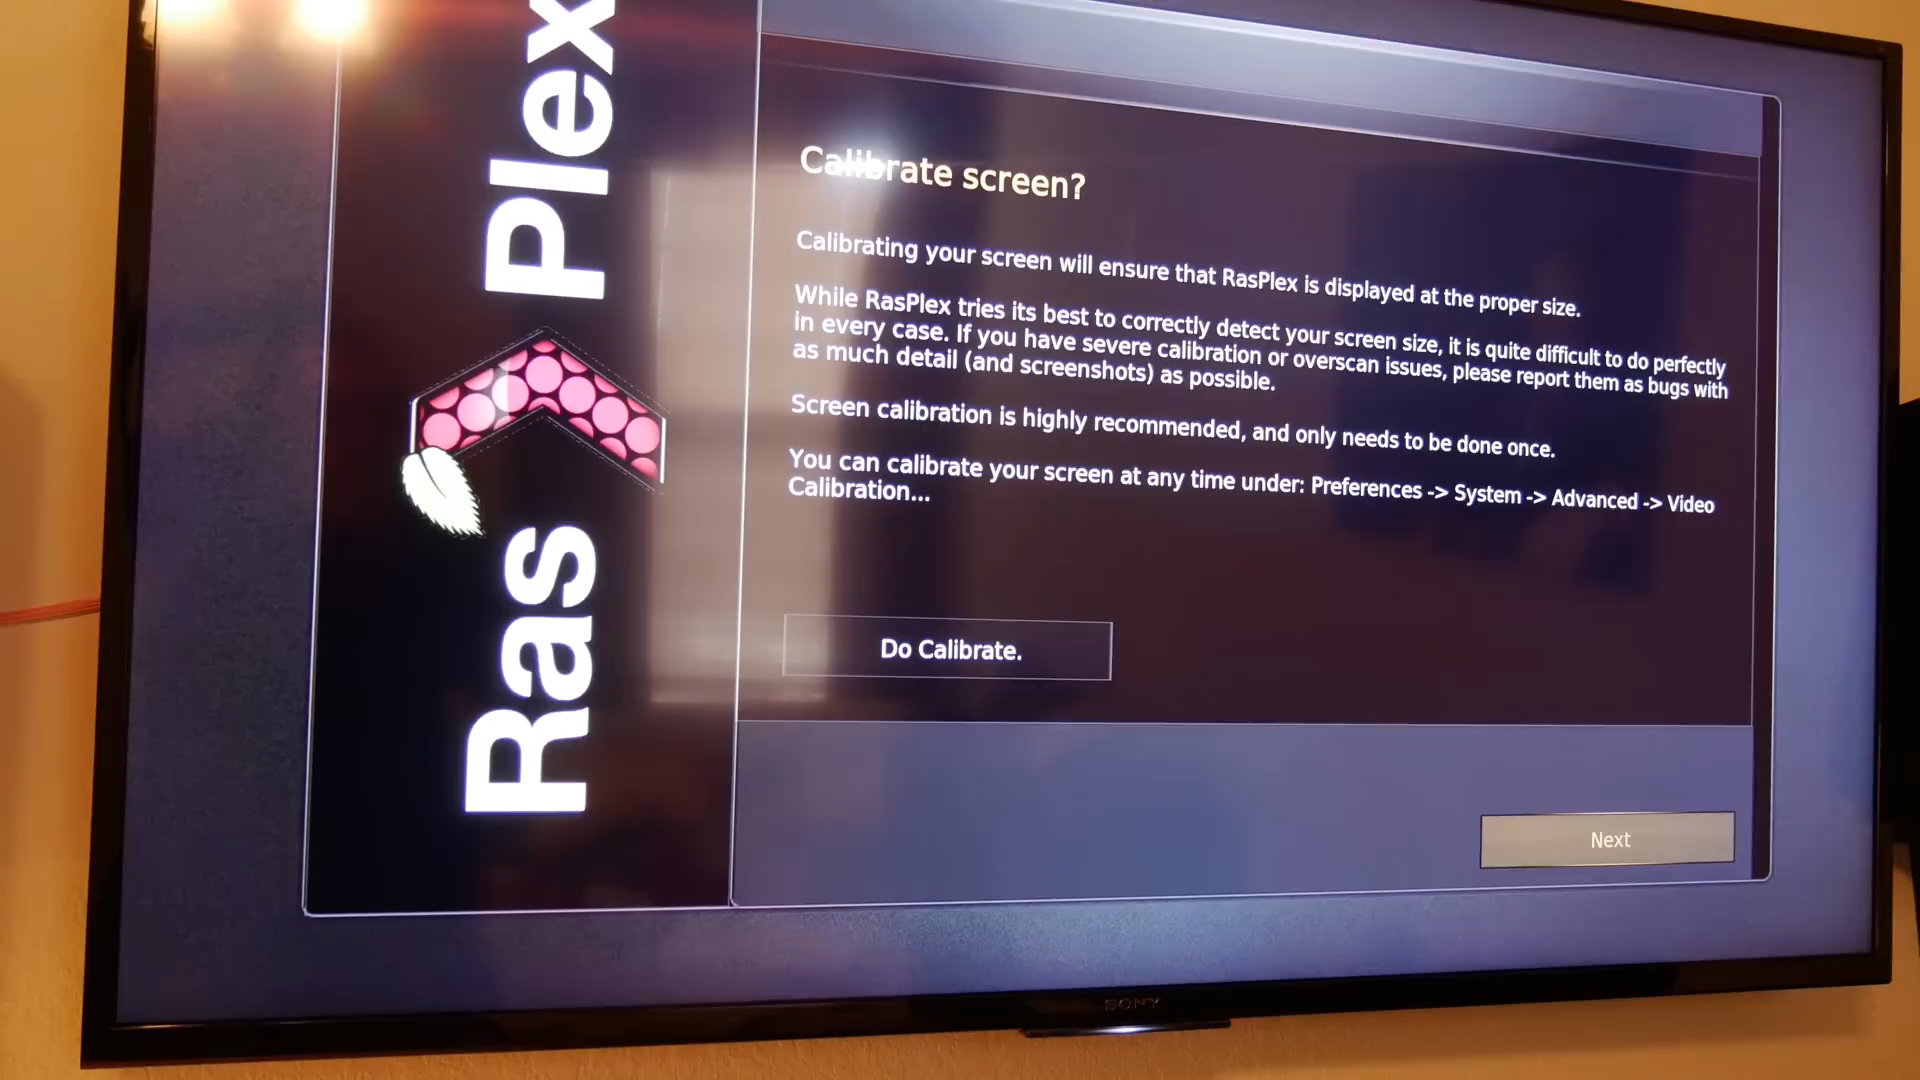 Ras Plex
Calibrate screen?
Calibrating your screen will ensure that RasPlex is displayed at the proper size.
While RasPlex tries its best to correctly detect your screen size, it is quite difficult to do perfectly
in every case. If you have severe calibration or overscan issues, please report them as bugs with
as much detail (and screenshots) as possible.
Screen calibration is highly recommended, and only needs to be done once.
You can calibrate your screen at any time under: Preferences -> System -> Advanced -> Video
Calibration...
Do Calibrate.
Next
SONY